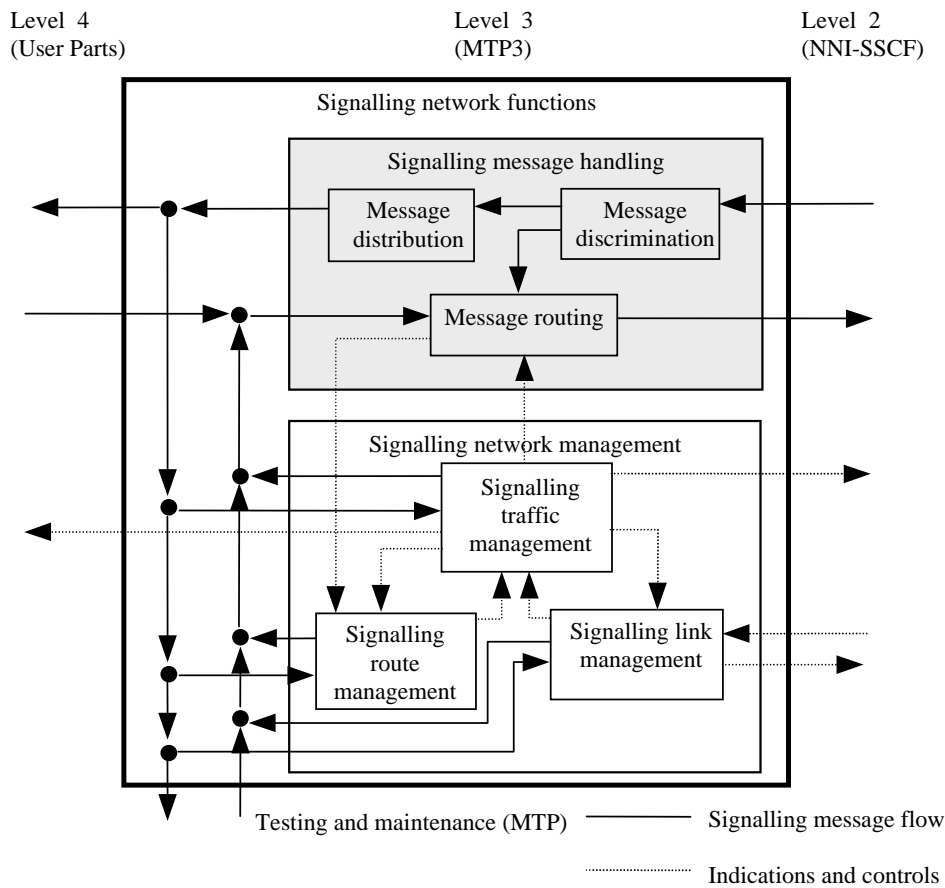 Level 4
(User Parts)
Level 3
(MTP3)
Level 2
(NNI-SSCF)
Signalling network functions
Signalling message handling
Message
distribution
Message
discrimination
Message routing
Signalling network management
Signalling
traffic
management
Signalling
route
management
Signalling link
management
Testing and maintenance (MTP)
Signalling message flow
Indications and controls